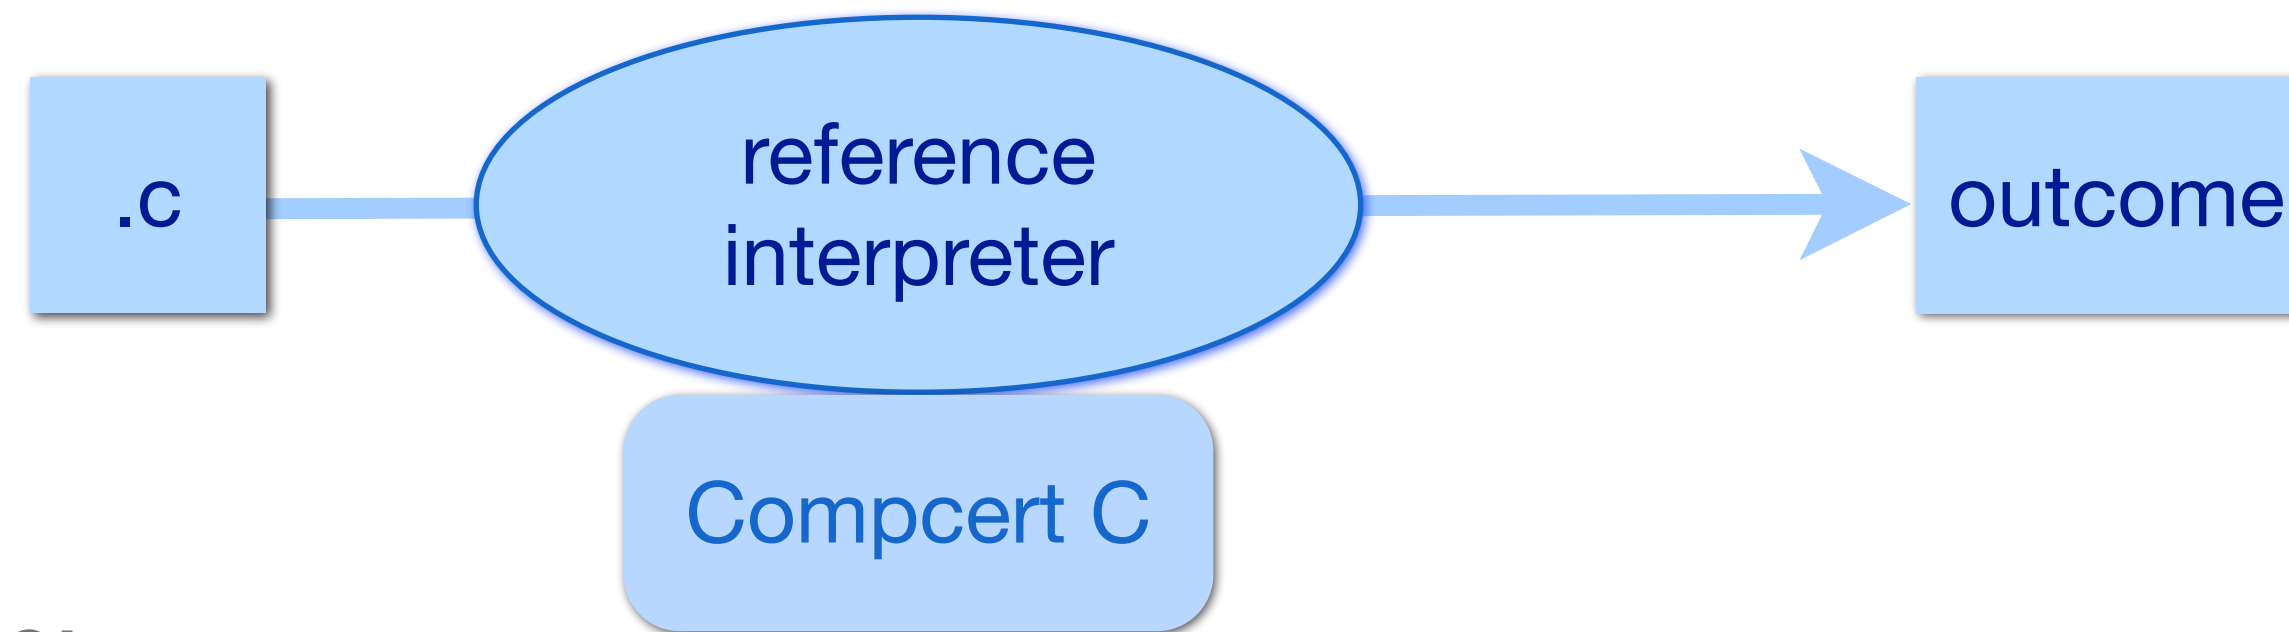 .c
reference
interpreter
outcome
Compcert C